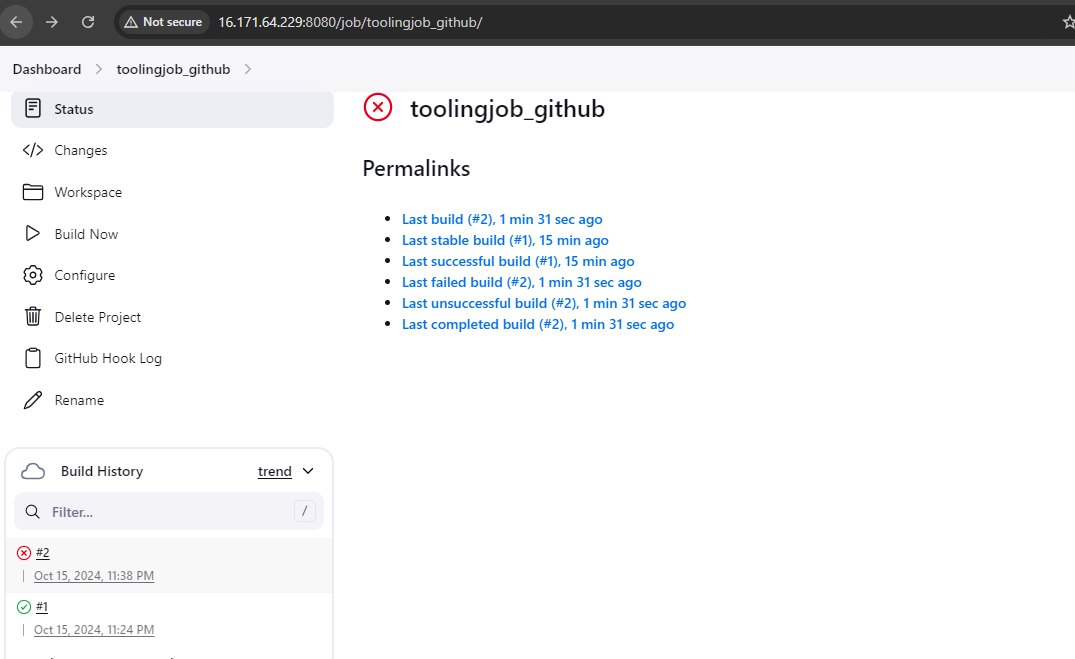 Not secure 16.171.64.229:8080/job/toolingjob_github/
Dashboard toolingjob_github
Status
Changes
Workspace
Build Now
Configure
Delete Project
GitHub Hook Log
Rename
toolingjob_github
Permalinks
Last build (#2), 1 min 31 sec ago
Last stable build (#1), 15 min ago
Last successful build (#1), 15 min ago
Last failed build (#2), 1 min 31 sec ago
Last unsuccessful build (#2), 1 min 31 sec ago
Last completed build (#2), 1 min 31 sec ago
Build History trend
Filter... /
#2
Oct 15, 2024, 11:38 PM
#1
Oct 15, 2024, 11:24 PM